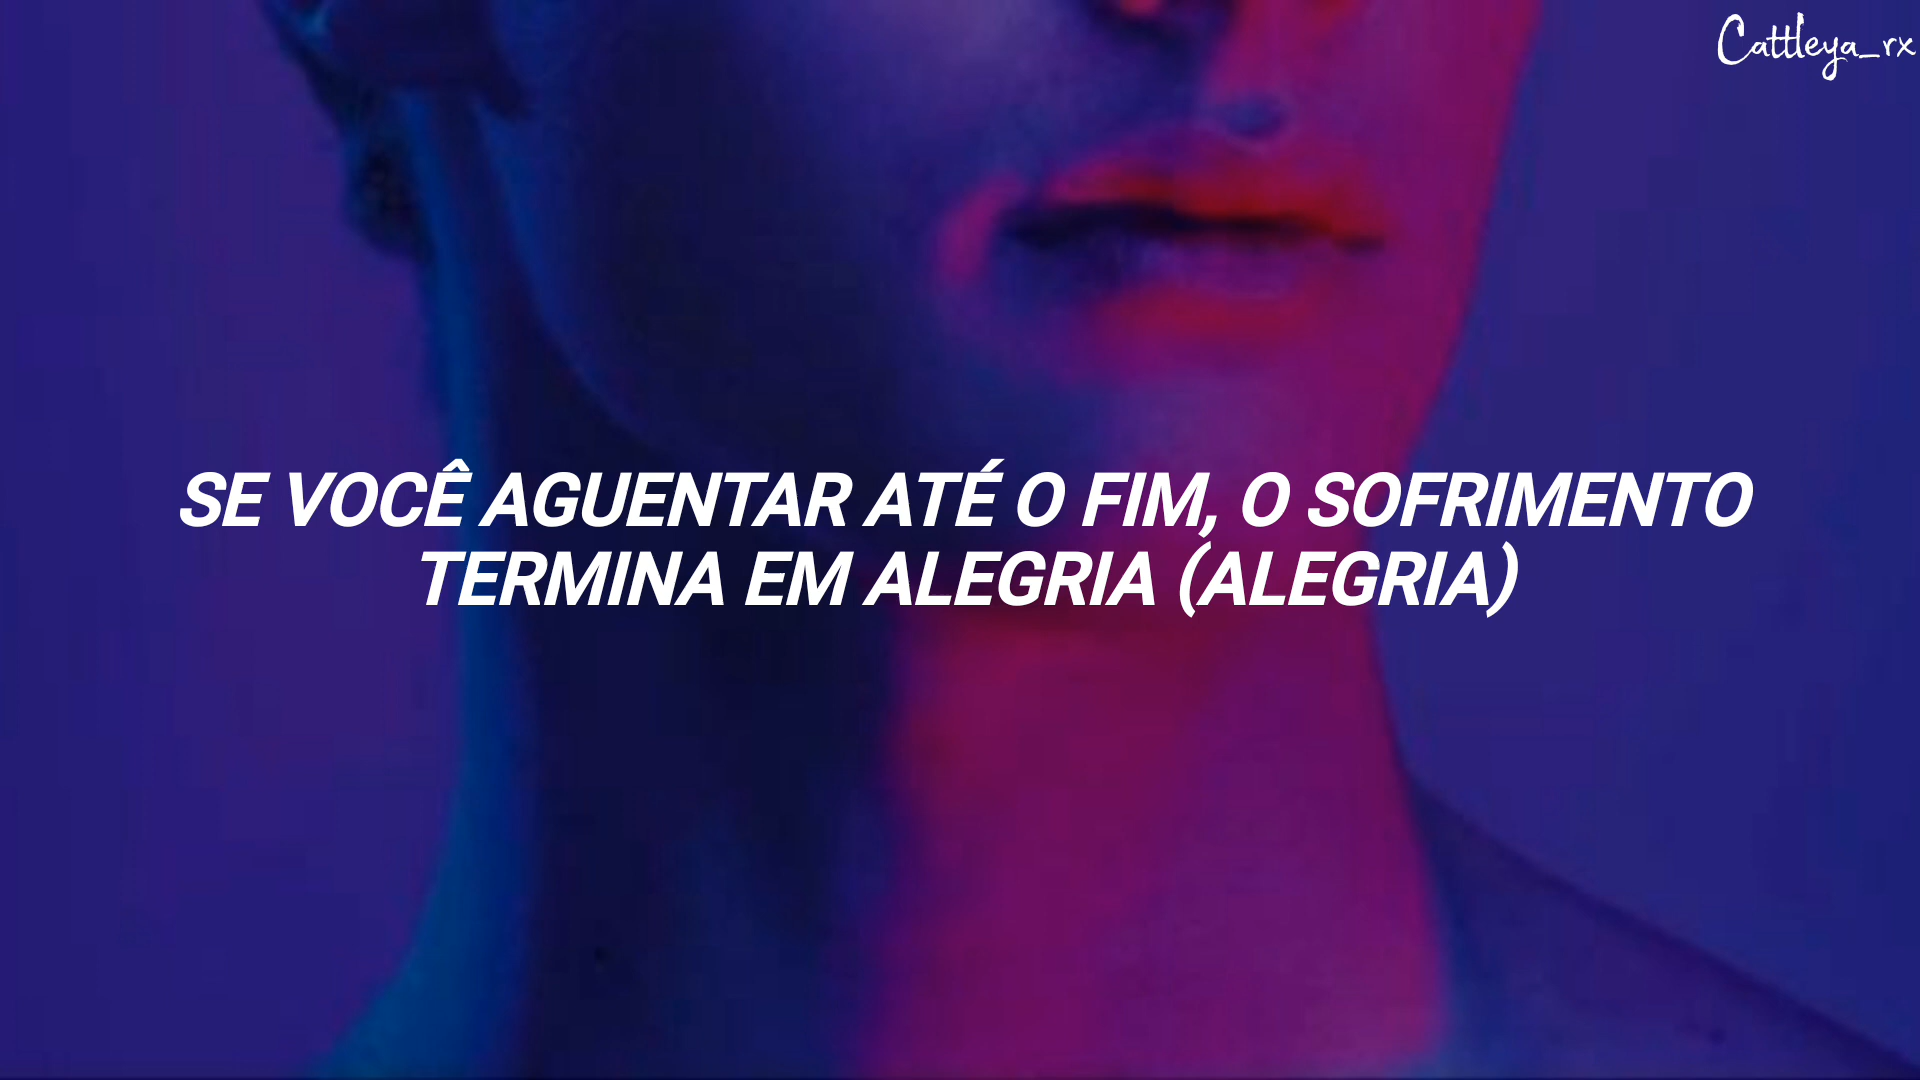 Cattleya_rx
SE VOCÊ AGUENTAR ATÉ O FIM, O SOFRIMENTO
TERMINA EM ALEGRIA (ALEGRIA)